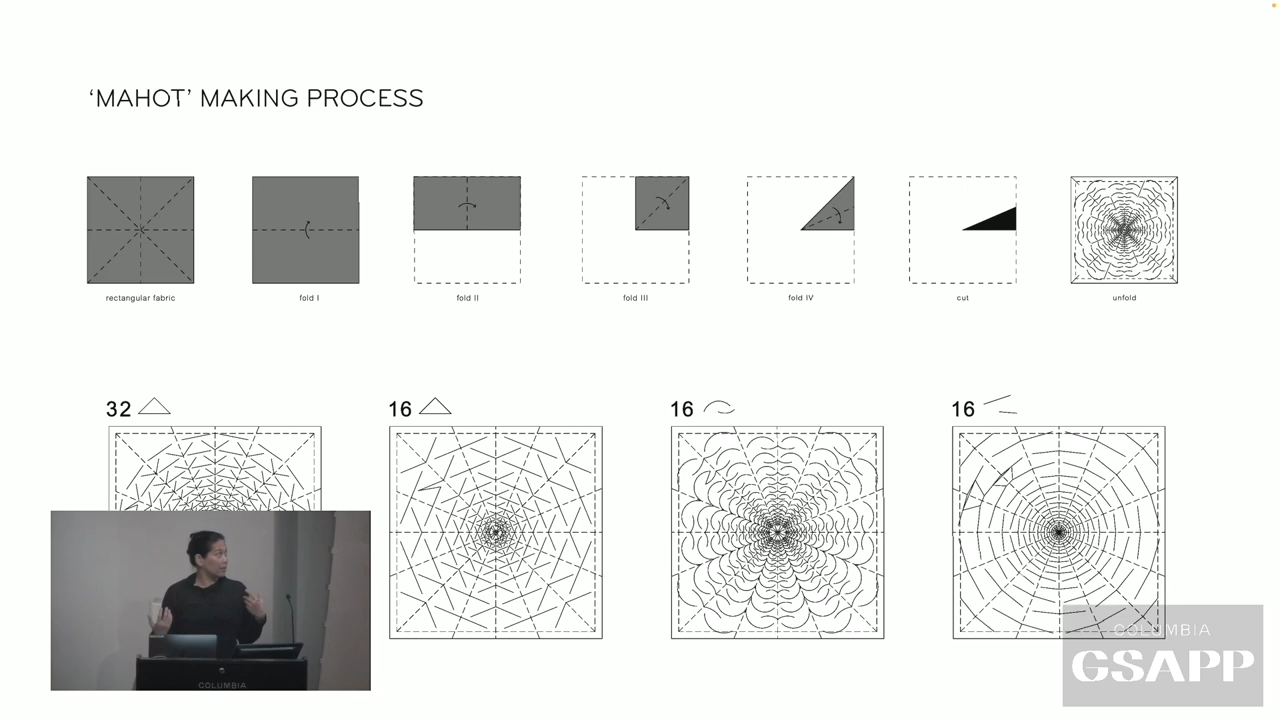 ‘MAHOT’ MAKING PROCESS
rectangular fabric
fold I
fold II
fold III
fold IV
cut
unfold
32
16
16
16
COLUMBIA
COLUMBIA
GSAPP